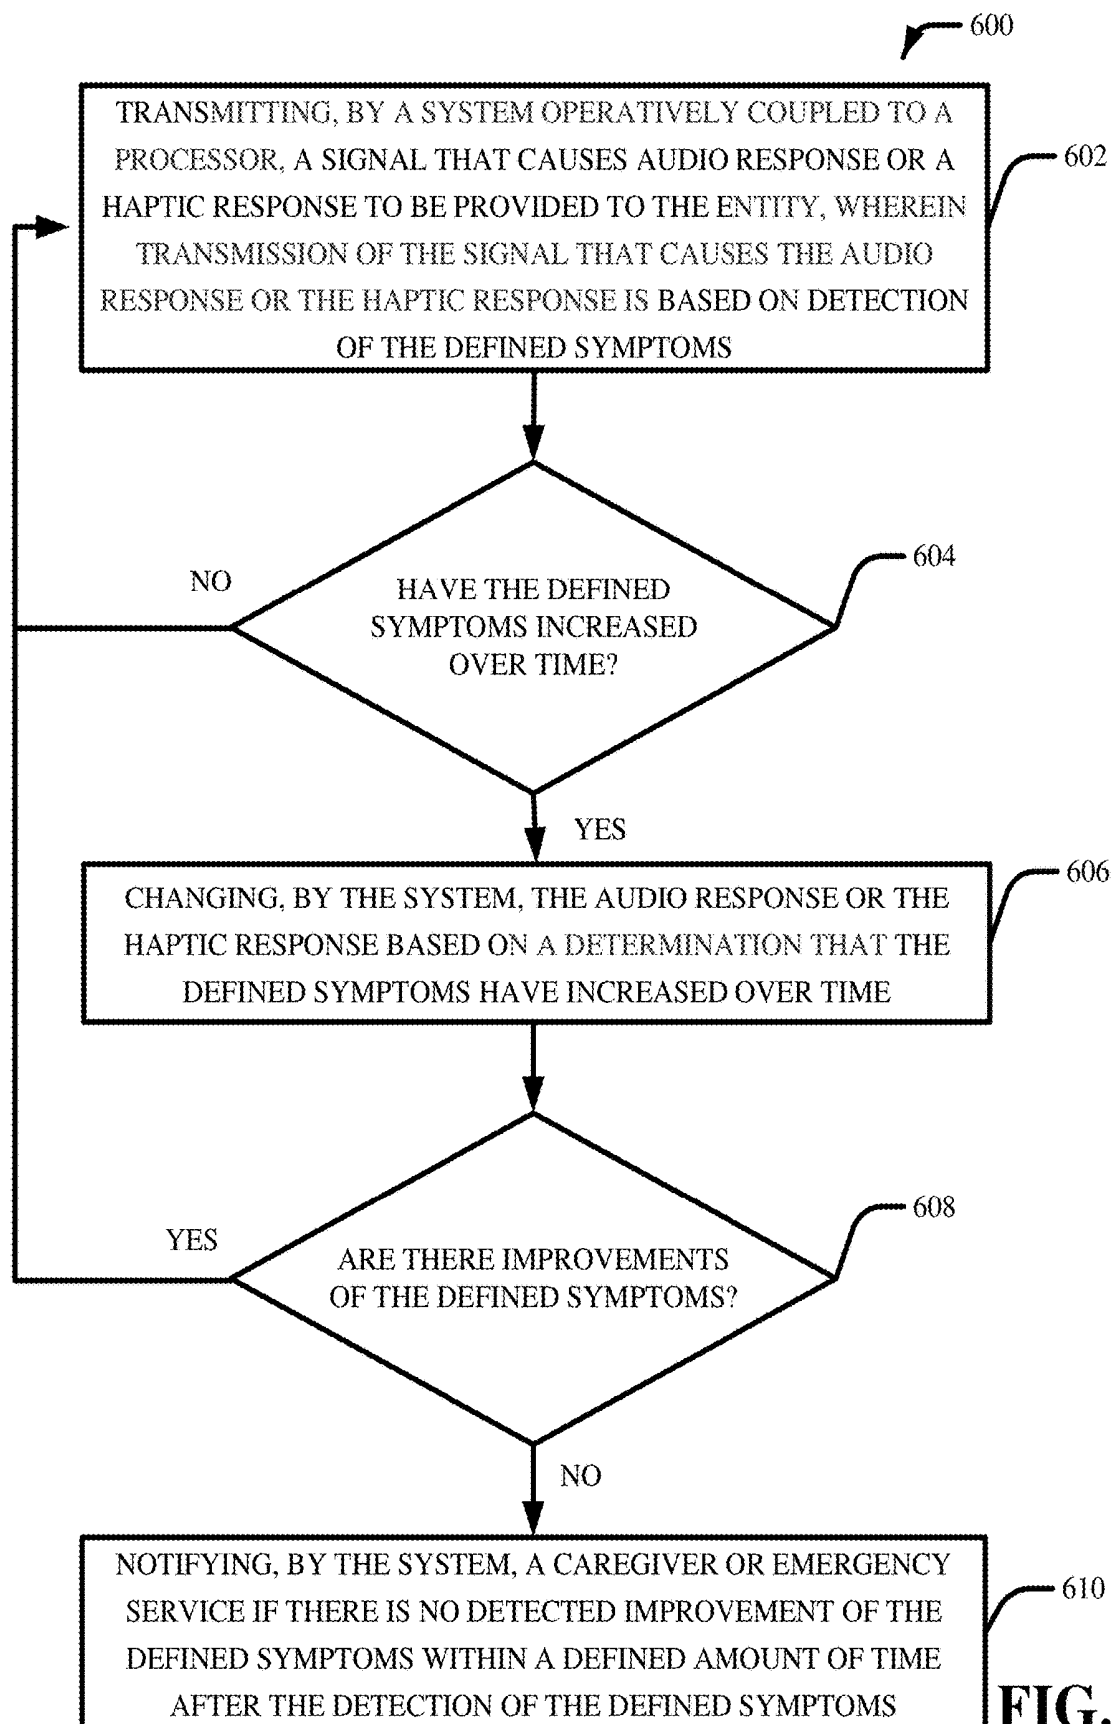 600
TRANSMITTING, BY A SYSTEM OPERATIVELY COUPLED TO A
PROCESSOR, A SIGNAL THAT CAUSES AUDIO RESPONSE OR A
HAPTIC RESPONSE TO BE PROVIDED TO THE ENTITY, WHEREIN
TRANSMISSION OF THE SIGNAL THAT CAUSES THE AUDIO
RESPONSE OR THE HAPTIC RESPONSE IS BASED ON DETECTION
OF THE DEFINED SYMPTOMS
602
NO
HAVE THE DEFINED
SYMPTOMS INCREASED
OVER TIME?
604
YES
CHANGING, BY THE SYSTEM, THE AUDIO RESPONSE OR THE
HAPTIC RESPONSE BASED ON A DETERMINATION THAT THE
DEFINED SYMPTOMS HAVE INCREASED OVER TIME
606
YES
ARE THERE IMPROVEMENTS
OF THE DEFINED SYMPTOMS?
608
NO
NOTIFYING, BY THE SYSTEM, A CAREGIVER OR EMERGENCY
SERVICE IF THERE IS NO DETECTED IMPROVEMENT OF THE
DEFINED SYMPTOMS WITHIN A DEFINED AMOUNT OF TIME
AFTER THE DETECTION OF THE DEFINED SYMPTOMS
610
FIG.